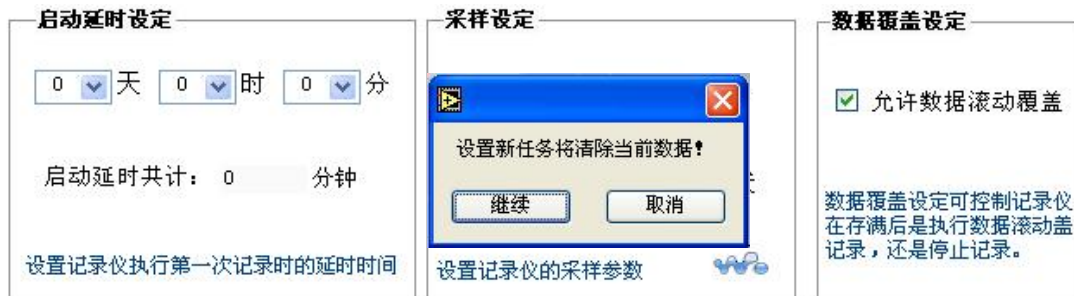 启动延时设定
0 天 0 时 0 分
启动延时共计: 0 分钟
设置记录仪执行第一次记录时的延时时间
采样设定
设置新任务将清除当前数据!
继续 取消
设置记录仪的采样参数
数据覆盖设定
允许数据滚动覆盖
数据覆盖设定可控制记录仪
在存满后是执行数据滚动盖
记录,还是停止记录。